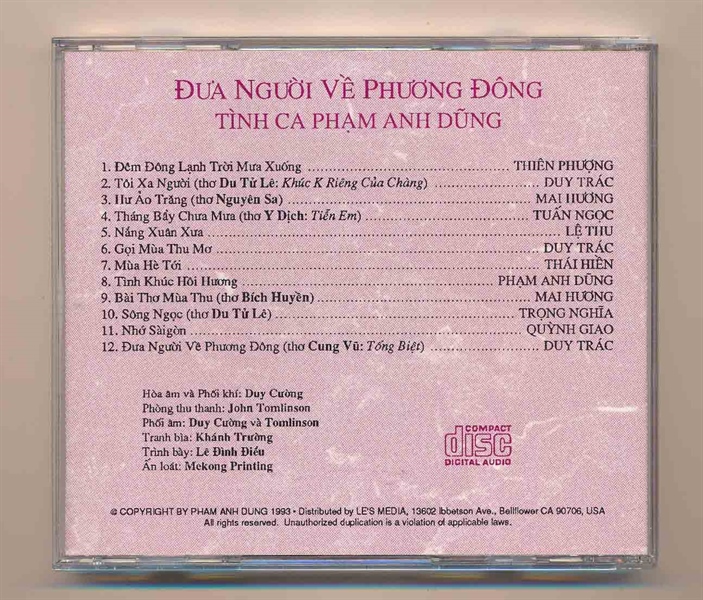 ĐƯA NGƯỜI VỀ PHƯƠNG ĐÔNG
TÌNH CA PHẠM ANH DŨNG
1. Đêm Đông Lạnh Trời Mưa Xuống ........ THIÊN PHƯỢNG
2. Tôi Xa Người (thơ Du Tử Lê: Khúc K Riêng Của Chàng) ........ DUY TRÁC
3. Hư Ảo Trăng (thơ Nguyên Sa) ........ MAI HƯƠNG
4. Tháng Bẩy Chưa Mưa (thơ Y Dịch: Tiễn Em) ........ TUẤN NGỌC
5. Nắng Xuân Xưa ........ LỆ THU
6. Gọi Mùa Thu Mơ ........ DUY TRÁC
7. Mùa Hè Tới ........ THÁI HIỀN
8. Tình Khúc Hồi Hương ........ PHẠM ANH DŨNG
9. Bài Thơ Mùa Thu (thơ Bích Huyền) ........ MAI HƯƠNG
10. Sông Ngọc (thơ Du Tử Lê) ........ TRỌNG NGHĨA
11. Nhớ Sàigòn ........ QUỲNH GIAO
12. Đưa Người Về Phương Đông (thơ Cung Vũ: Tống Biệt) ........ DUY TRÁC
Hòa âm và Phối khí: Duy Cường
Phòng thu thanh: John Tomlinson
Phối âm: Duy Cường và Tomlinson
Tranh bìa: Khánh Trường
Trình bày: Lê Đình Điểu
Ấn loát: Mekong Printing
COMPACT
disc
DIGITAL AUDIO
© COPYRIGHT BY PHAM ANH DUNG 1993 • Distributed by LE'S MEDIA, 13602 Ibbetson Ave., Bellflower CA 90706, USA
All rights reserved. Unauthorized duplication is a violation of applicable laws.